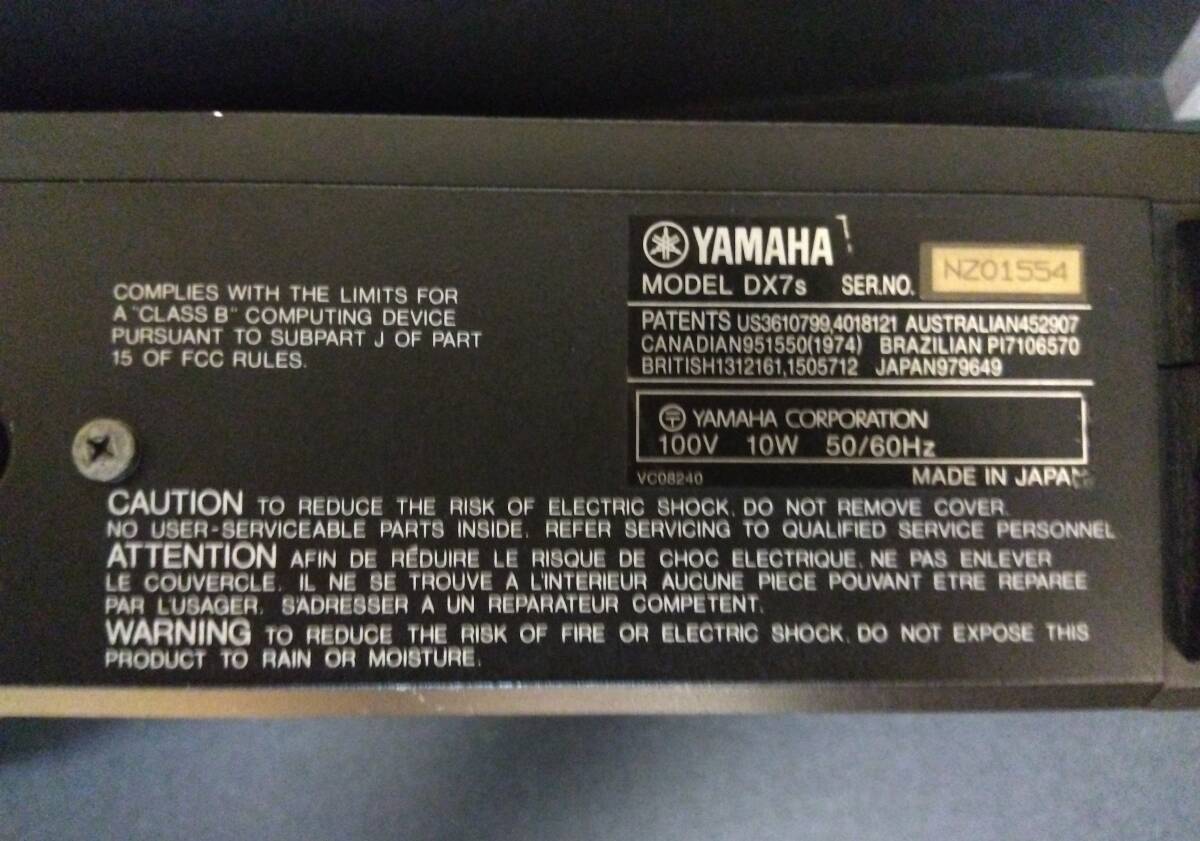 COMPLIES WITH THE LIMITS FOR
A "CLASS B" COMPUTING DEVICE
PURSUANT TO SUBPART J OF PART
15 OF FCC RULES.
YAMAHA
MODEL DX7s SER.NO. NZ01554
PATENTS US3610799,4018121 AUSTRALIAN452907
CANADIAN951550(1974) BRAZILIAN PI7106570
BRITISH1312161,1505712 JAPAN979649
YAMAHA CORPORATION
100V 10W 50/60Hz
VC08240 MADE IN JAPAN
CAUTION TO REDUCE THE RISK OF ELECTRIC SHOCK, DO NOT REMOVE COVER.
NO USER-SERVICEABLE PARTS INSIDE. REFER SERVICING TO QUALIFIED SERVICE PERSONNEL
ATTENTION AFIN DE RÉDUIRE LE RISQUE DE CHOC ELECTRIQUE, NE PAS ENLEVER
LE COUVERCLE. IL NE SE TROUVE A L'INTERIEUR AUCUNE PIECE POUVANT ETRE REPAREE
PAR L'USAGER. S'ADRESSER A UN REPARATEUR COMPETENT.
WARNING TO REDUCE THE RISK OF FIRE OR ELECTRIC SHOCK, DO NOT EXPOSE THIS
PRODUCT TO RAIN OR MOISTURE.